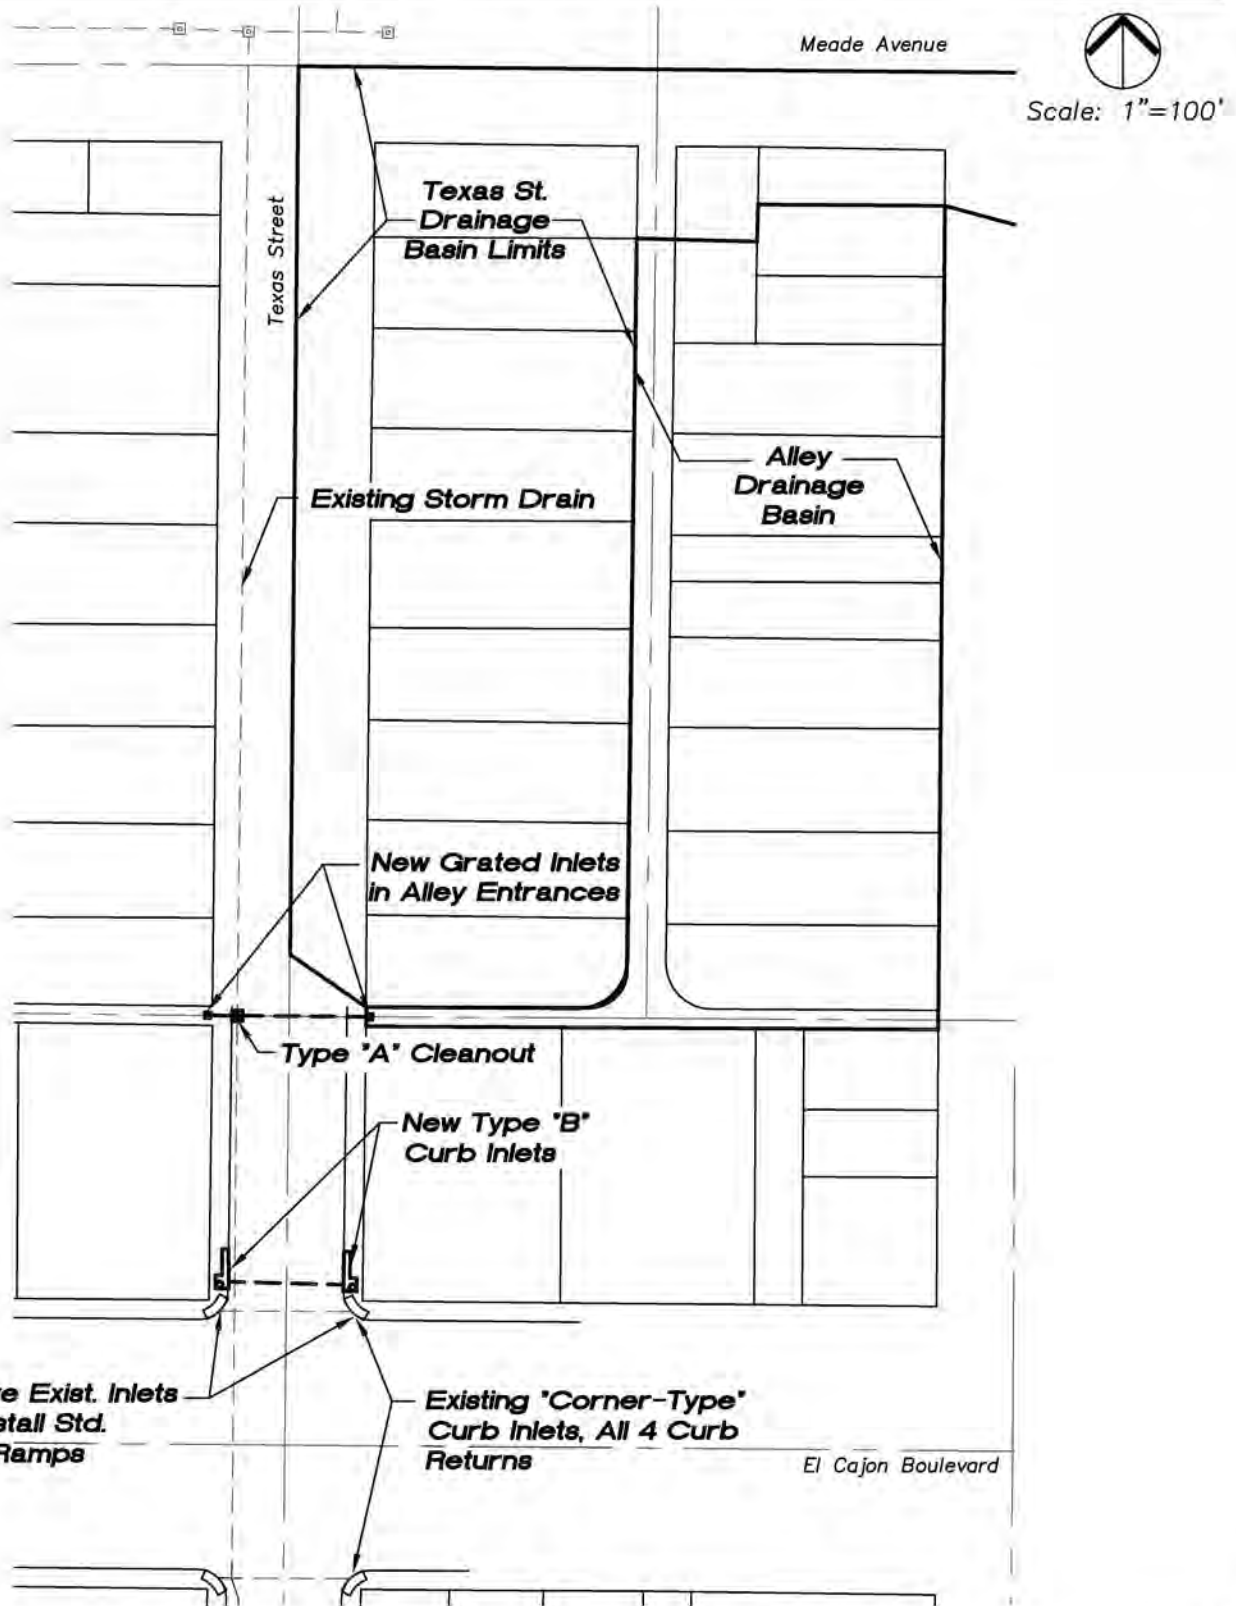 Meade Avenue
Scale: 1"=100'
Texas St.
Drainage
Basin Limits
Texas Street
Alley
Drainage
Basin
Existing Storm Drain
New Grated Inlets
in Alley Entrances
Type "A" Cleanout
New Type "B"
Curb Inlets
e Exist. Inlets
stall Std.
Ramps
Existing "Corner-Type"
Curb Inlets, All 4 Curb
Returns
El Cajon Boulevard